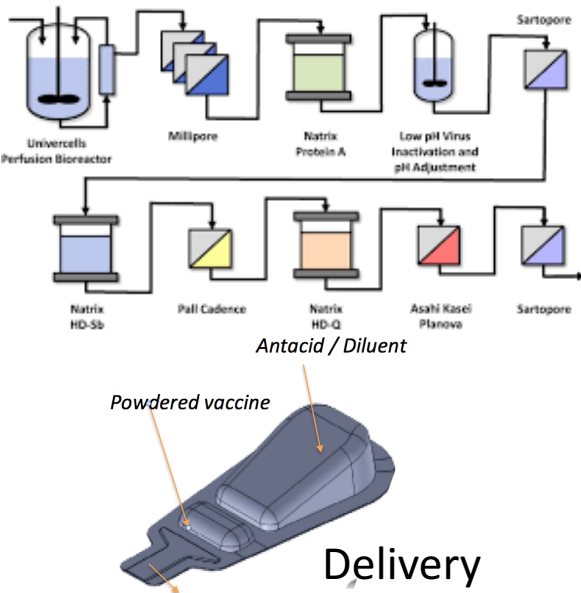 Sartopore
Univercells
Perfusion Bioreactor
Millipore
Natrix
Protein A
Low pH Virus
Inactivation and
pH Adjustment
Natrix
HD-Sb
Pall Cadence
Natrix
HD-Q
Asahi Kasei
Planova
Sartopore
Antacid / Diluent
Powdered vaccine
Delivery